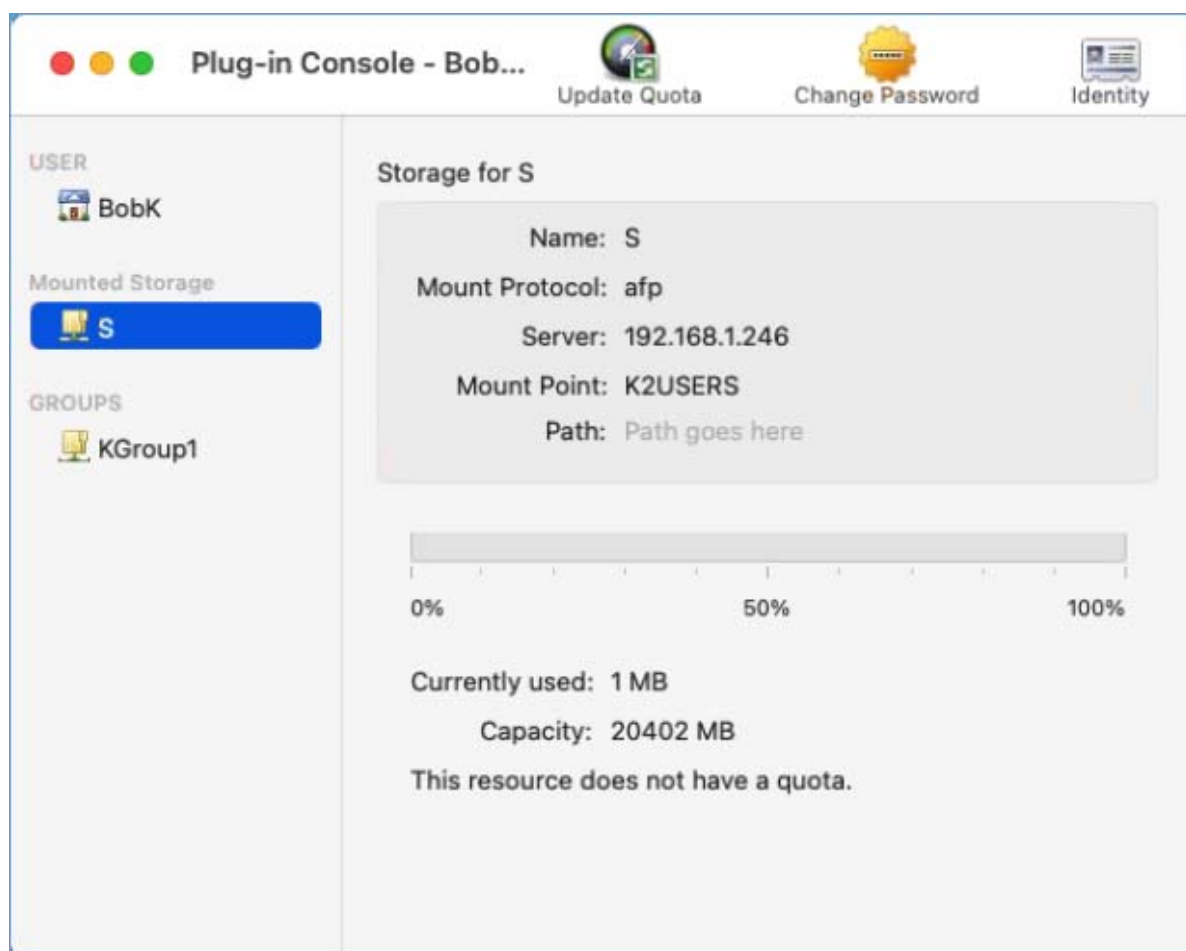 Plug-in Console - Bob...
Update Quota
Change Password
Identity
USER
BobK
Mounted Storage
S
GROUPS
KGroup1
Storage for S
Name: S
Mount Protocol: afp
Server: 192.168.1.246
Mount Point: K2USERS
Path: Path goes here
0% 50% 100%
Currently used: 1 MB
Capacity: 20402 MB
This resource does not have a quota.